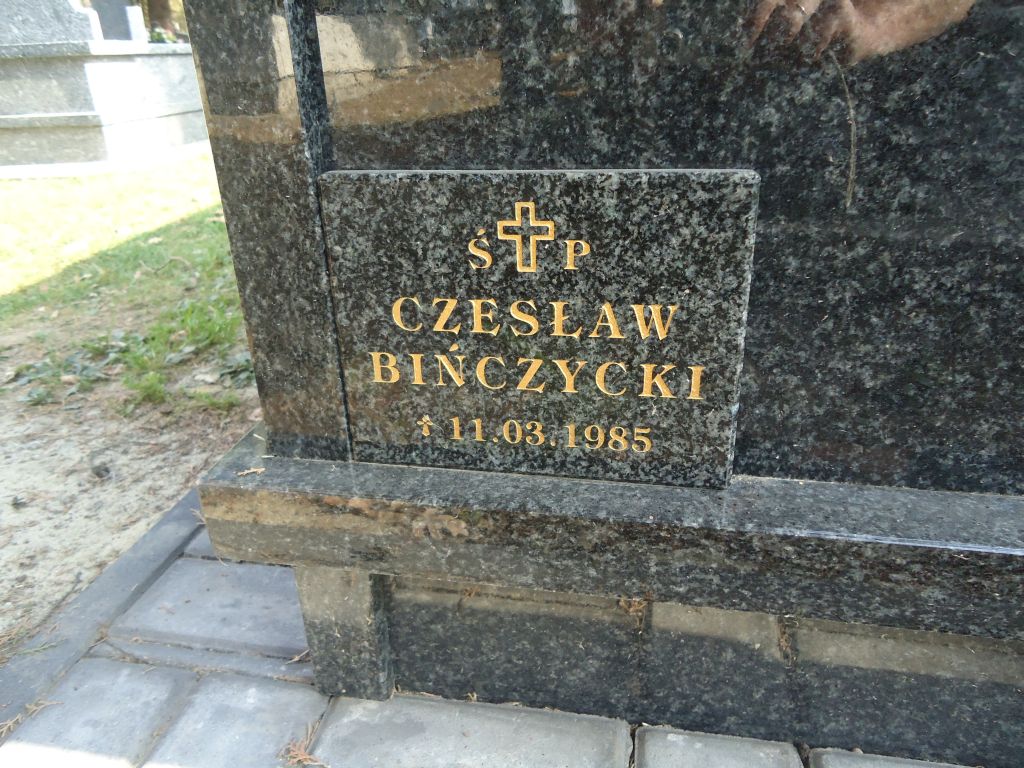 Ś P
CZESŁAW
BIŃCZYCKI
✝ 11.03.1985